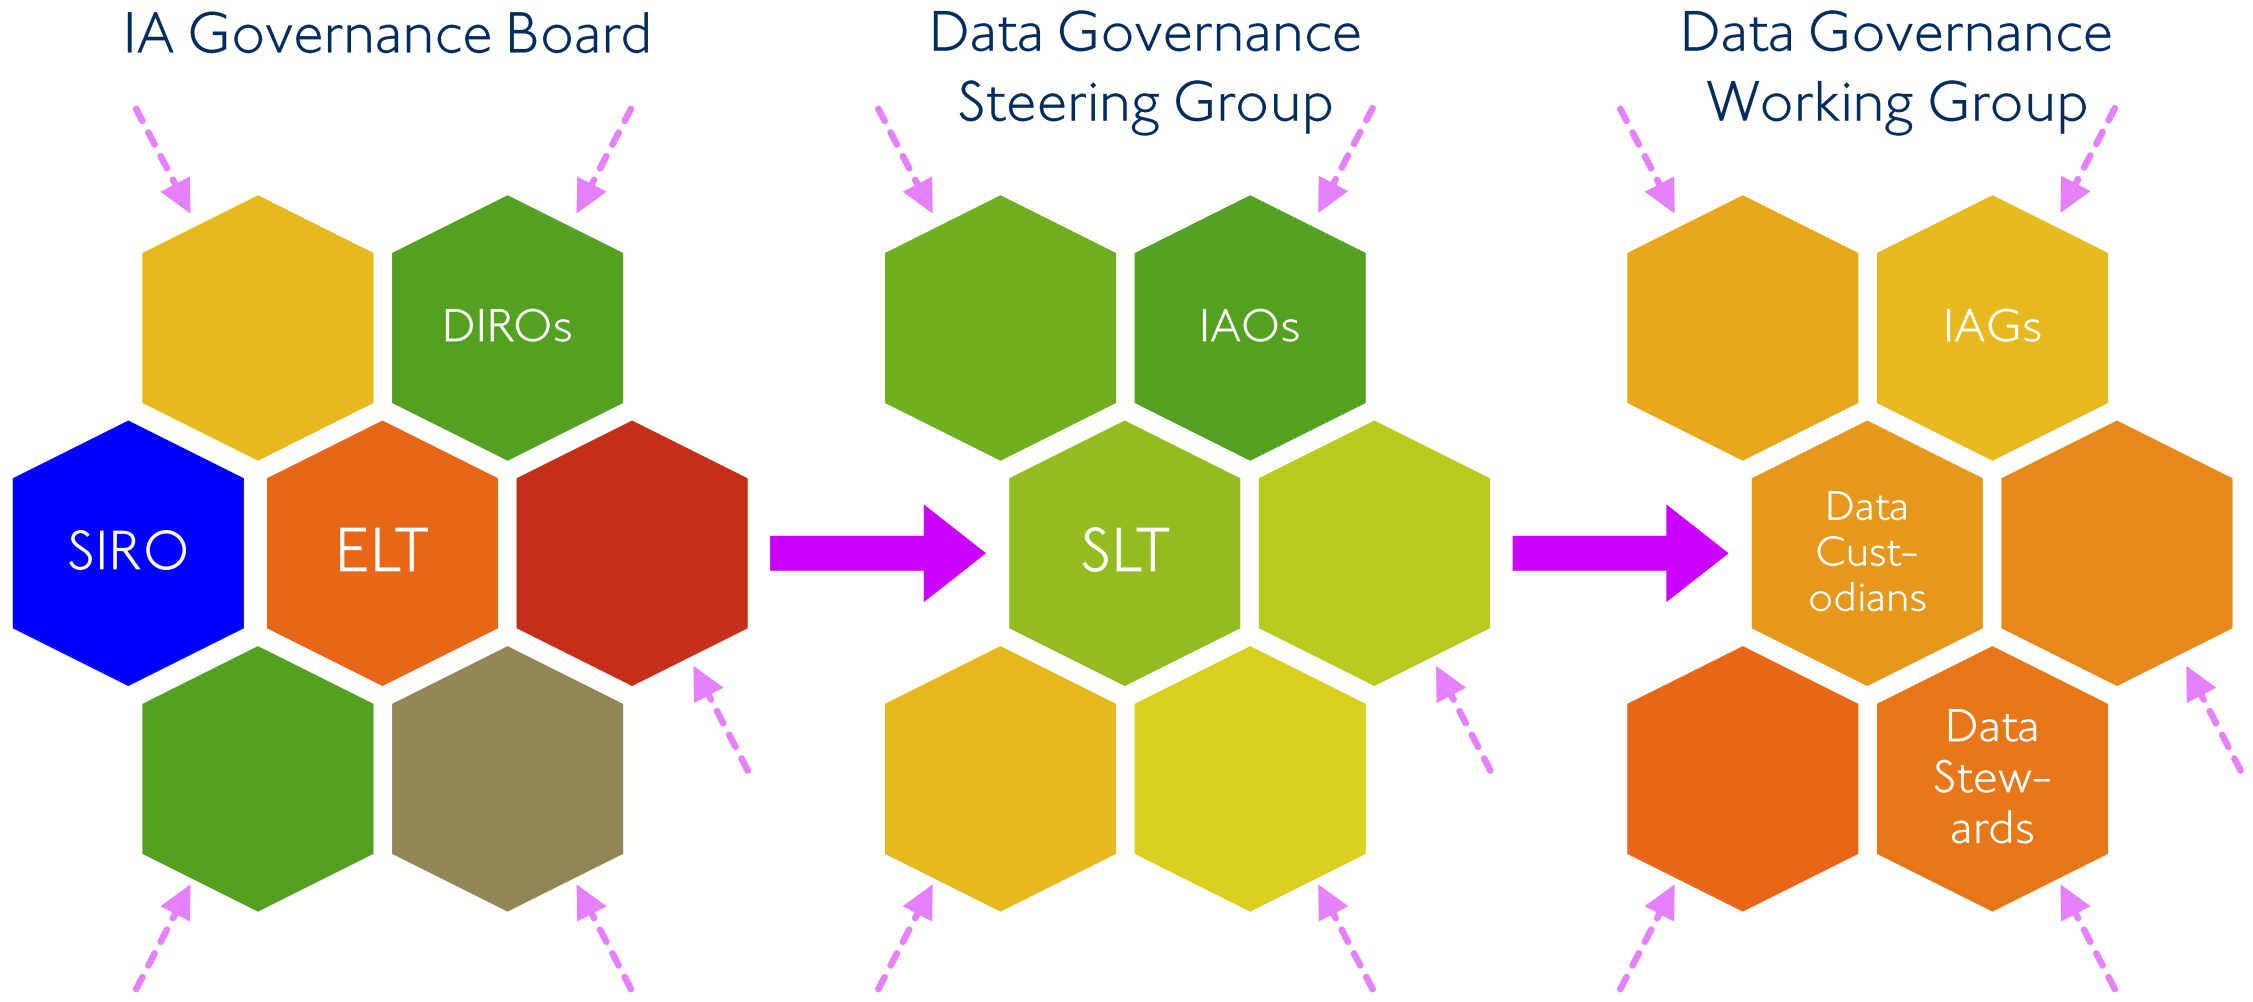 IA Governance Board
Data Governance
Steering Group
Data Governance
Working Group
DIROs
SIRO
ELT
IAOs
SLT
IAGs
Data
Cust-
odians
Data
Stew-
ards